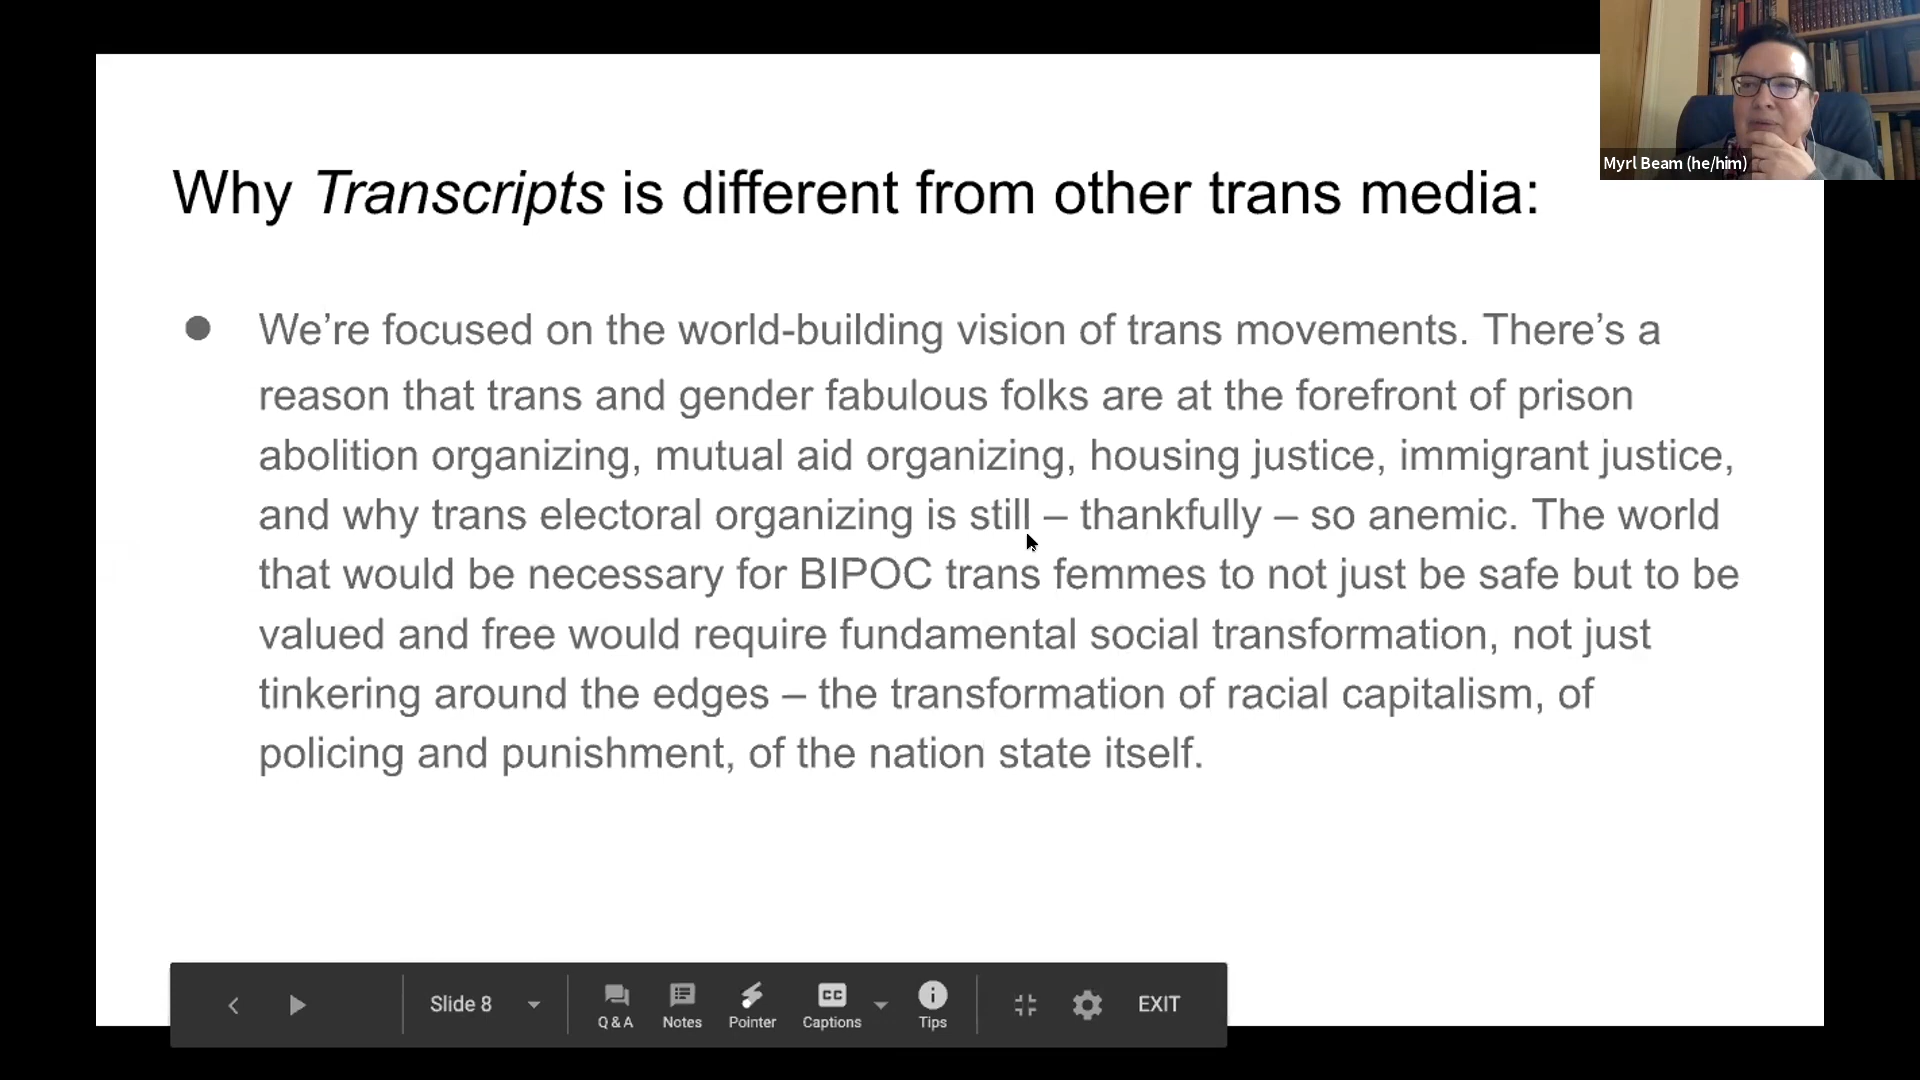 Myrl Beam (he/him)
Why Transcripts is different from other trans media:
● We’re focused on the world-building vision of trans movements. There’s a
reason that trans and gender fabulous folks are at the forefront of prison
abolition organizing, mutual aid organizing, housing justice, immigrant justice,
and why trans electoral organizing is still – thankfully – so anemic. The world
that would be necessary for BIPOC trans femmes to not just be safe but to be
valued and free would require fundamental social transformation, not just
tinkering around the edges – the transformation of racial capitalism, of
policing and punishment, of the nation state itself.
Slide 8
Q & A Notes Pointer CC Captions Tips EXIT